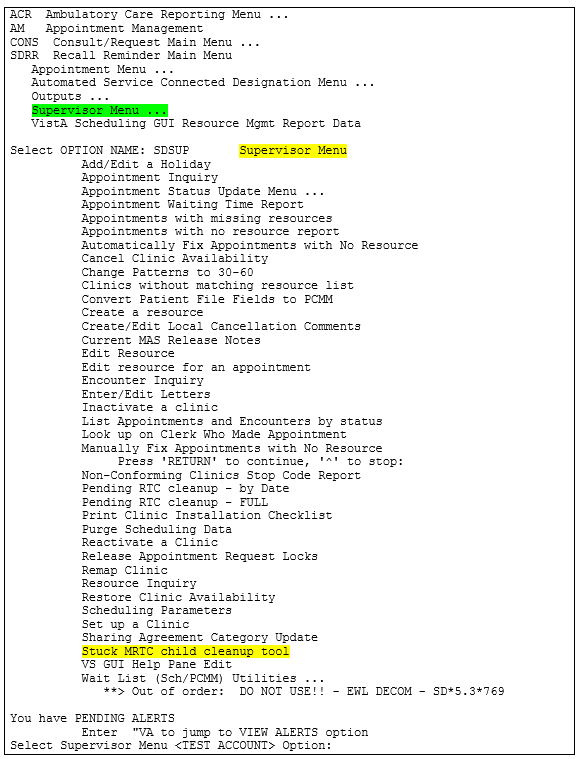 ACR  Ambulatory Care Reporting Menu ...
AM   Appointment Management
CONS  Consult/Request Main Menu ...
SDRR  Recall Reminder Main Menu
   Appointment Menu ...
   Automated Service Connected Designation Menu ...
   Outputs ...
   Supervisor Menu ...
   VistA Scheduling GUI Resource Mgmt Report Data

Select OPTION NAME: SDSUP       Supervisor Menu
          Add/Edit a Holiday
          Appointment Inquiry
          Appointment Status Update Menu ...
          Appointment Waiting Time Report
          Appointments with missing resources
          Appointments with no resource report
          Automatically Fix Appointments with No Resource
          Cancel Clinic Availability
          Change Patterns to 30-60
          Clinics without matching resource list
          Convert Patient File Fields to PCMM
          Create a resource
          Create/Edit Local Cancellation Comments
          Current MAS Release Notes
          Edit Resource
          Edit resource for an appointment
          Encounter Inquiry
          Enter/Edit Letters
          Inactivate a clinic
          List Appointments and Encounters by status
          Look up on Clerk Who Made Appointment
          Manually Fix Appointments with No Resource
               Press 'RETURN' to continue, '^' to stop:
          Non-Conforming Clinics Stop Code Report
          Pending RTC cleanup - by Date
          Pending RTC cleanup - FULL
          Print Clinic Installation Checklist
          Purge Scheduling Data
          Reactivate a Clinic
          Release Appointment Request Locks
          Remap Clinic
          Resource Inquiry
          Restore Clinic Availability
          Scheduling Parameters
          Set up a Clinic
          Sharing Agreement Category Update
          Stuck MRTC child cleanup tool
          VS GUI Help Pane Edit
          Wait List (Sch/PCMM) Utilities ...
             **> Out of order:  DO NOT USE!! - EWL DECOM - SD*5.3*769

You have PENDING ALERTS
          Enter  "VA to jump to VIEW ALERTS option
Select Supervisor Menu <TEST ACCOUNT> Option: